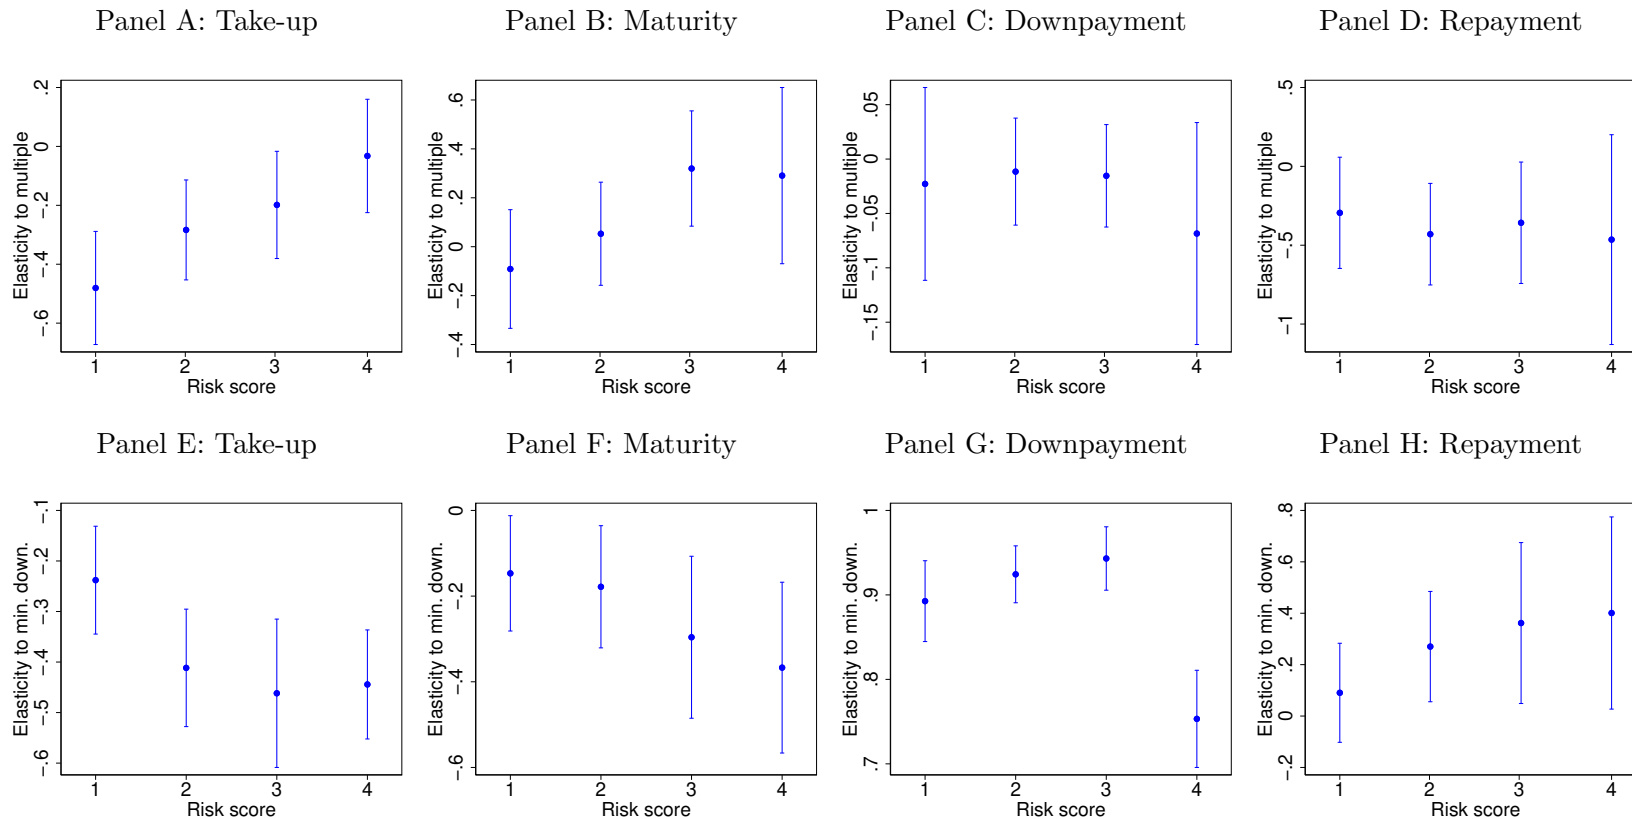 Panel A: Take-up
Elasticity to multiple
.2
0
-.2
-.4
-.6
1 2 3 4
Risk score
Panel B: Maturity
Elasticity to multiple
.6
.4
.2
0
-.2
-.4
1 2 3 4
Risk score
Panel C: Downpayment
Elasticity to multiple
.05
0
-.05
-.1
-.15
1 2 3 4
Risk score
Panel D: Repayment
Elasticity to multiple
.5
0
-.5
-1
1 2 3 4
Risk score
Panel E: Take-up
Elasticity to min. down.
-.1
-.2
-.3
-.4
-.5
-.6
1 2 3 4
Risk score
Panel F: Maturity
Elasticity to min. down.
0
-.2
-.4
-.6
1 2 3 4
Risk score
Panel G: Downpayment
Elasticity to min. down.
1
.9
.8
.7
1 2 3 4
Risk score
Panel H: Repayment
Elasticity to min. down.
.8
.6
.4
.2
0
-.2
1 2 3 4
Risk score